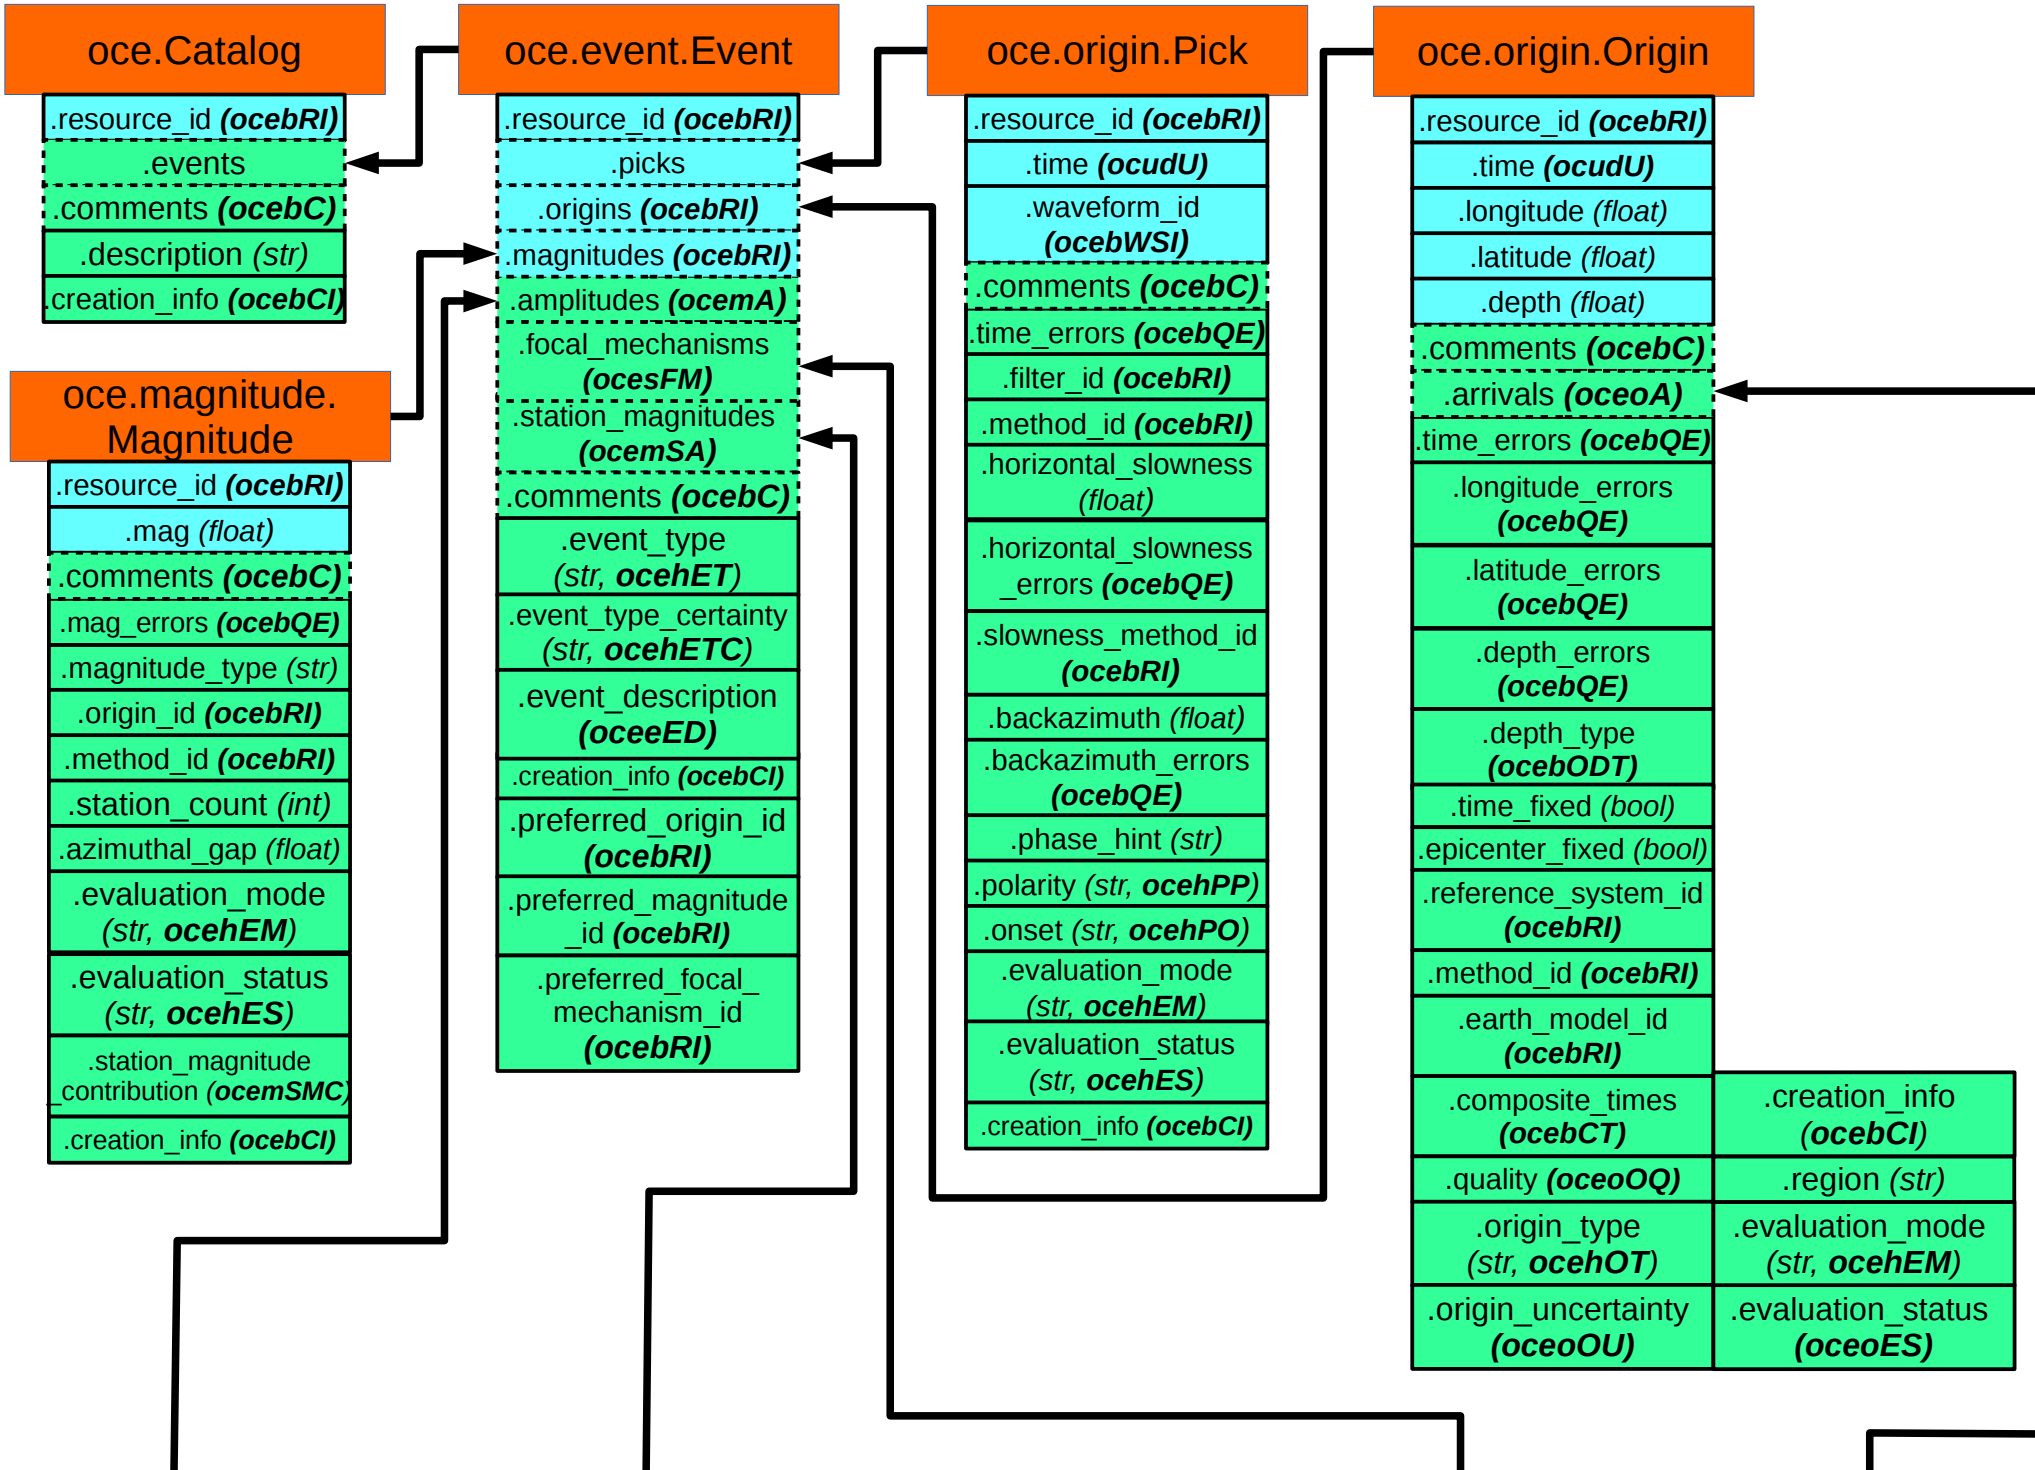 oce.Catalog
.resource_id (ocebRI)
.events
.comments (ocebC)
.description (str)
.creation_info (ocebCI)
oce.magnitude.
Magnitude
.resource_id (ocebRI)
.mag (float)
.comments (ocebC)
.mag_errors (ocebQE)
.magnitude_type (str)
.origin_id (ocebRI)
.method_id (ocebRI)
.station_count (int)
.azimuthal_gap (float)
.evaluation_mode
(str, ocehEM)
.evaluation_status
(str, ocehES)
.station_magnitude
_contribution (ocemSMC)
.creation_info (ocebCI)
oce.event.Event
.resource_id (ocebRI)
.picks
.origins (ocebRI)
.magnitudes (ocebRI)
.amplitudes (ocemA)
.focal_mechanisms
(ocesFM)
.station_magnitudes
(ocemSA)
.comments (ocebC)
.event_type
(str, ocehET)
.event_type_certainty
(str, ocehETC)
.event_description
(oceeED)
.creation_info (ocebCI)
.preferred_origin_id
(ocebRI)
.preferred_magnitude
_id (ocebRI)
.preferred_focal_
mechanism_id
(ocebRI)
oce.origin.Pick
.resource_id (ocebRI)
.time (ocudU)
.waveform_id
(ocebWSI)
.comments (ocebC)
.time_errors (ocebQE)
.filter_id (ocebRI)
.method_id (ocebRI)
.horizontal_slowness
(float)
.horizontal_slowness
_errors (ocebQE)
.slowness_method_id
(ocebRI)
.backazimuth (float)
.backazimuth_errors
(ocebQE)
.phase_hint (str)
.polarity (str, ocehPP)
.onset (str, ocehPO)
.evaluation_mode
(str, ocehEM)
.evaluation_status
(str, ocehES)
.creation_info (ocebCI)
oce.origin.Origin
.resource_id (ocebRI)
.time (ocudU)
.longitude (float)
.latitude (float)
.depth (float)
.comments (ocebC)
.arrivals (oceoA)
.time_errors (ocebQE)
.longitude_errors
(ocebQE)
.latitude_errors
(ocebQE)
.depth_errors
(ocebQE)
.depth_type
(ocebODT)
.time_fixed (bool)
.epicenter_fixed (bool)
.reference_system_id
(ocebRI)
.method_id (ocebRI)
.earth_model_id
(ocebRI)
.composite_times
(ocebCT)
.quality (oceoOQ)
.origin_type
(str, ocehOT)
.origin_uncertainty
(oceoOU)
.creation_info
(ocebCI)
.region (str)
.evaluation_mode
(str, ocehEM)
.evaluation_status
(oceoES)